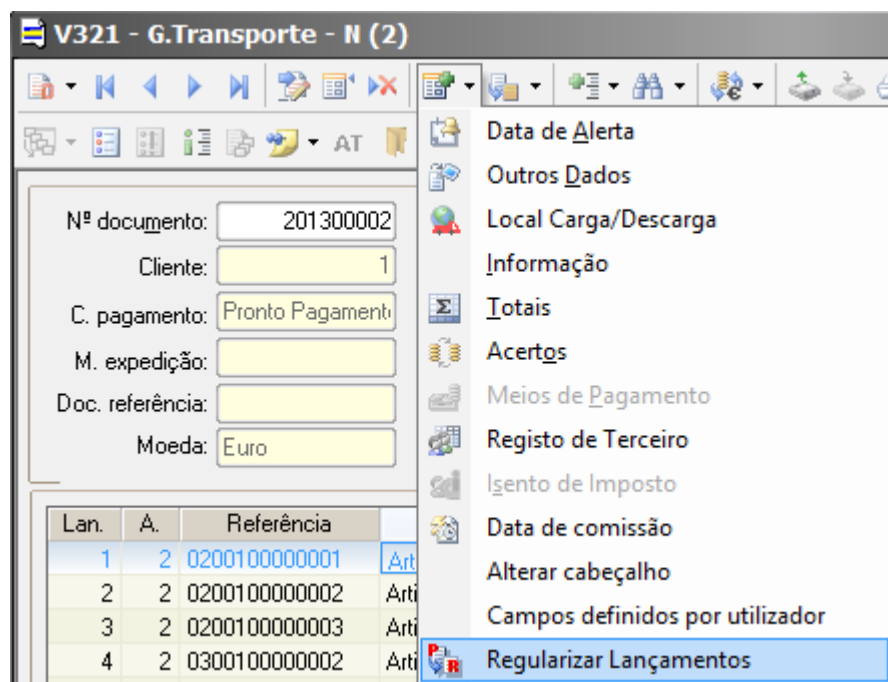 V321 - G.Transporte - N (2)
AT
Nº documento: 201300002
Cliente: 1
C. pagamento: Pronto Pagament
M. expedição:
Doc. referência:
Moeda: Euro
Lan. A. Referência
1 2 0200100000001 Art
2 2 0200100000002 Arti
3 2 0200100000003 Arti
4 2 0300100000002 Arti
Data de Alerta
Outros Dados
Local Carga/Descarga
Informação
Totais
Acertos
Meios de Pagamento
Registo de Terceiro
Isento de Imposto
Data de comissão
Alterar cabeçalho
Campos definidos por utilizador
Regularizar Lançamentos